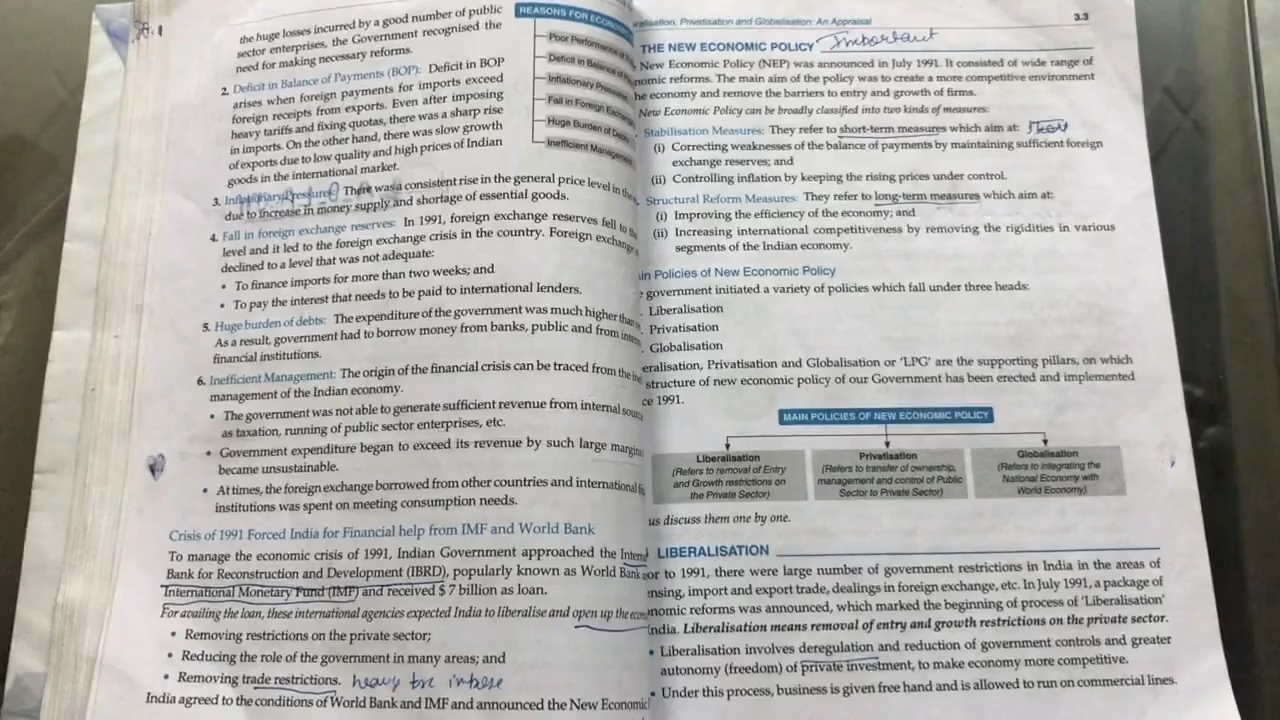 the huge losses incurred by a good number of public
sector enterprises, the Government recognised the
need for making necessary reforms.
2. Deficit in Balance of Payments (BOP): Deficit in BOP
arises when foreign payments for imports exceed
foreign receipts from exports. Even after imposing
heavy tariffs and fixing quotas, there was a sharp rise
in imports. On the other hand, there was slow growth
of exports due to low quality and high prices of Indian
goods in the international market.
REASONS FOR ECONO
Poor Performance of
Deficit in Balance of
Inflationary Pressures
Fall in Foreign Exchan
Huge Burden of Debts
Inefficient Managemen
3. Inflationary Pressures: There was a consistent rise in the general price level in the
due to increase in money supply and shortage of essential goods.
4. Fall in foreign exchange reserves: In 1991, foreign exchange reserves fell to the
level and it led to the foreign exchange crisis in the country. Foreign exchange
declined to a level that was not adequate:
• To finance imports for more than two weeks; and
• To pay the interest that needs to be paid to international lenders.
5. Huge burden of debts: The expenditure of the government was much higher than
As a result, government had to borrow money from banks, public and from intern
financial institutions.
6. Inefficient Management: The origin of the financial crisis can be traced from the
management of the Indian economy.
• The government was not able to generate sufficient revenue from internal sourc
as taxation, running of public sector enterprises, etc.
• Government expenditure began to exceed its revenue by such large margin
became unsustainable.
• At times, the foreign exchange borrowed from other countries and international
institutions was spent on meeting consumption needs.
Crisis of 1991 Forced India for Financial help from IMF and World Bank
To manage the economic crisis of 1991, Indian Government approached the Intern
Bank for Reconstruction and Development (IBRD), popularly known as World Bank
International Monetary Fund (IMF) and received $ 7 billion as loan.
For availing the loan, these international agencies expected India to liberalise and open up the econ
• Removing restrictions on the private sector;
• Reducing the role of the government in many areas; and
• Removing trade restrictions. heavy
India agreed to the conditions of World Bank and IMF and announced the New Economic
ralisation, Privatisation and Globalisation: An Appraisal 3.3
THE NEW ECONOMIC POLICY Important
New Economic Policy (NEP) was announced in July 1991. It consisted of wide range of
nomic reforms. The main aim of the policy was to create a more competitive environment
he economy and remove the barriers to entry and growth of firms.
New Economic Policy can be broadly classified into two kinds of measures:
Stabilisation Measures: They refer to short-term measures which aim at:
(i) Correcting weaknesses of the balance of payments by maintaining sufficient foreign
exchange reserves; and
(ii) Controlling inflation by keeping the rising prices under control.
Structural Reform Measures: They refer to long-term measures which aim at:
(i) Improving the efficiency of the economy; and
(ii) Increasing international competitiveness by removing the rigidities in various
segments of the Indian economy.
in Policies of New Economic Policy
government initiated a variety of policies which fall under three heads:
Liberalisation
Privatisation
Globalisation
eralisation, Privatisation and Globalisation or 'LPG' are the supporting pillars, on which
structure of new economic policy of our Government has been erected and implemented
ce 1991.
MAIN POLICIES OF NEW ECONOMIC POLICY
Liberalisation
(Refers to removal of Entry
and Growth restrictions on
the Private Sector)
Privatisation
(Refers to transfer of ownership,
management and control of Public
Sector to Private Sector)
Globalisation
(Refers to integrating the
National Economy with
World Economy)
us discuss them one by one.
LIBERALISATION
or to 1991, there were large number of government restrictions in India in the areas of
ensing, import and export trade, dealings in foreign exchange, etc. In July 1991, a package of
nomic reforms was announced, which marked the beginning of process of 'Liberalisation'
India. Liberalisation means removal of entry and growth restrictions on the private sector.
• Liberalisation involves deregulation and reduction of government controls and greater
autonomy (freedom) of private investment, to make economy more competitive.
• Under this process, business is given free hand and is allowed to run on commercial lines.